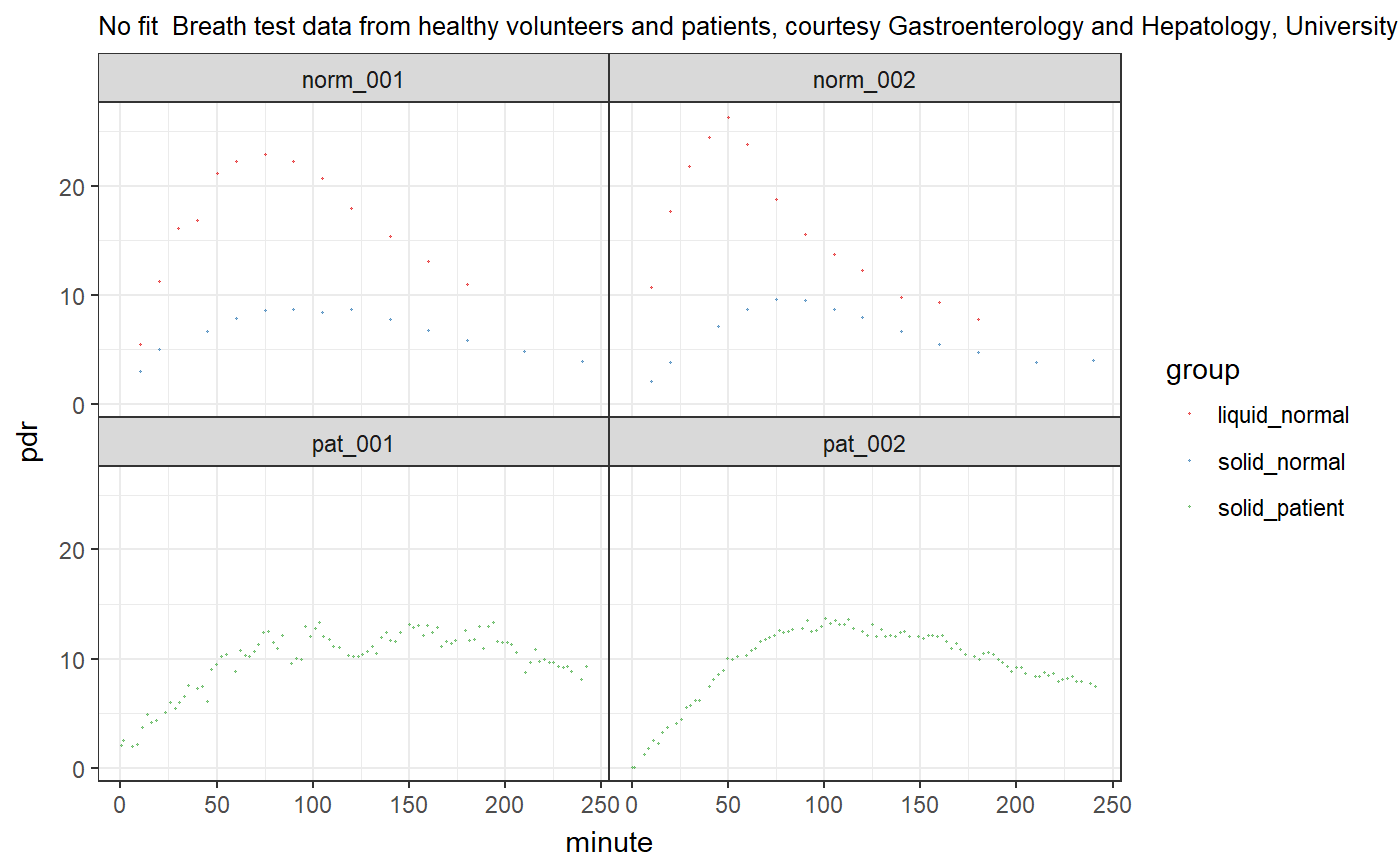 No fit  Breath test data from healthy volunteers and patients, courtesy Gastroenterology and Hepatology, University
norm_001
norm_002
20
10
0
pat_001
pat_002
20
10
0
0 50 100 150 200 250
0 50 100 150 200 250
minute
pdr
group
liquid_normal
solid_normal
solid_patient